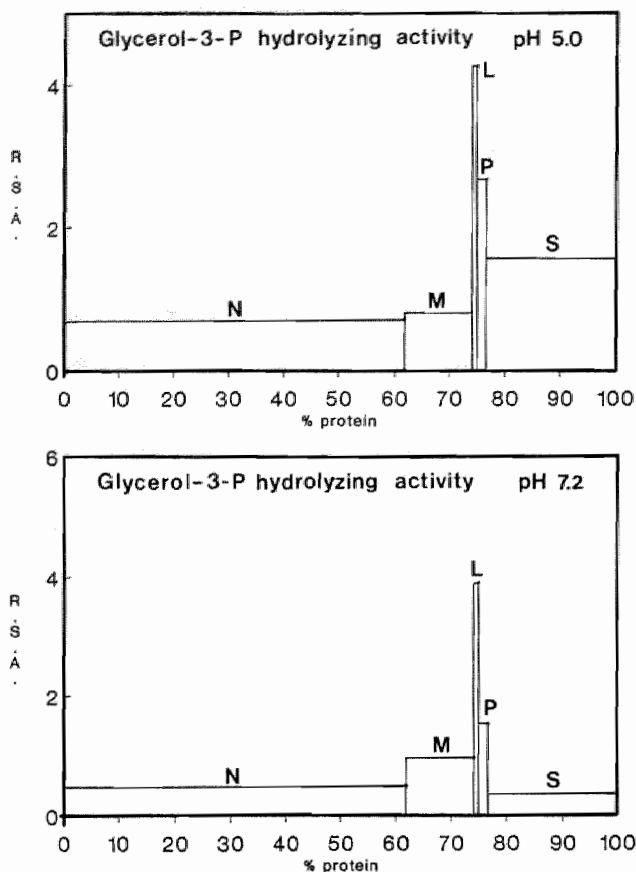 Glycerol-3-P hydrolyzing activity pH 5.0
L
4
R.S.A.
P
2
S
N
M
0
0 10 20 30 40 50 60 70 80 90 100
% protein
6
Glycerol-3-P hydrolyzing activity pH 7.2
L
4
R.S.A.
2
P
M
N
S
0
0 10 20 30 40 50 60 70 80 90 100
% protein